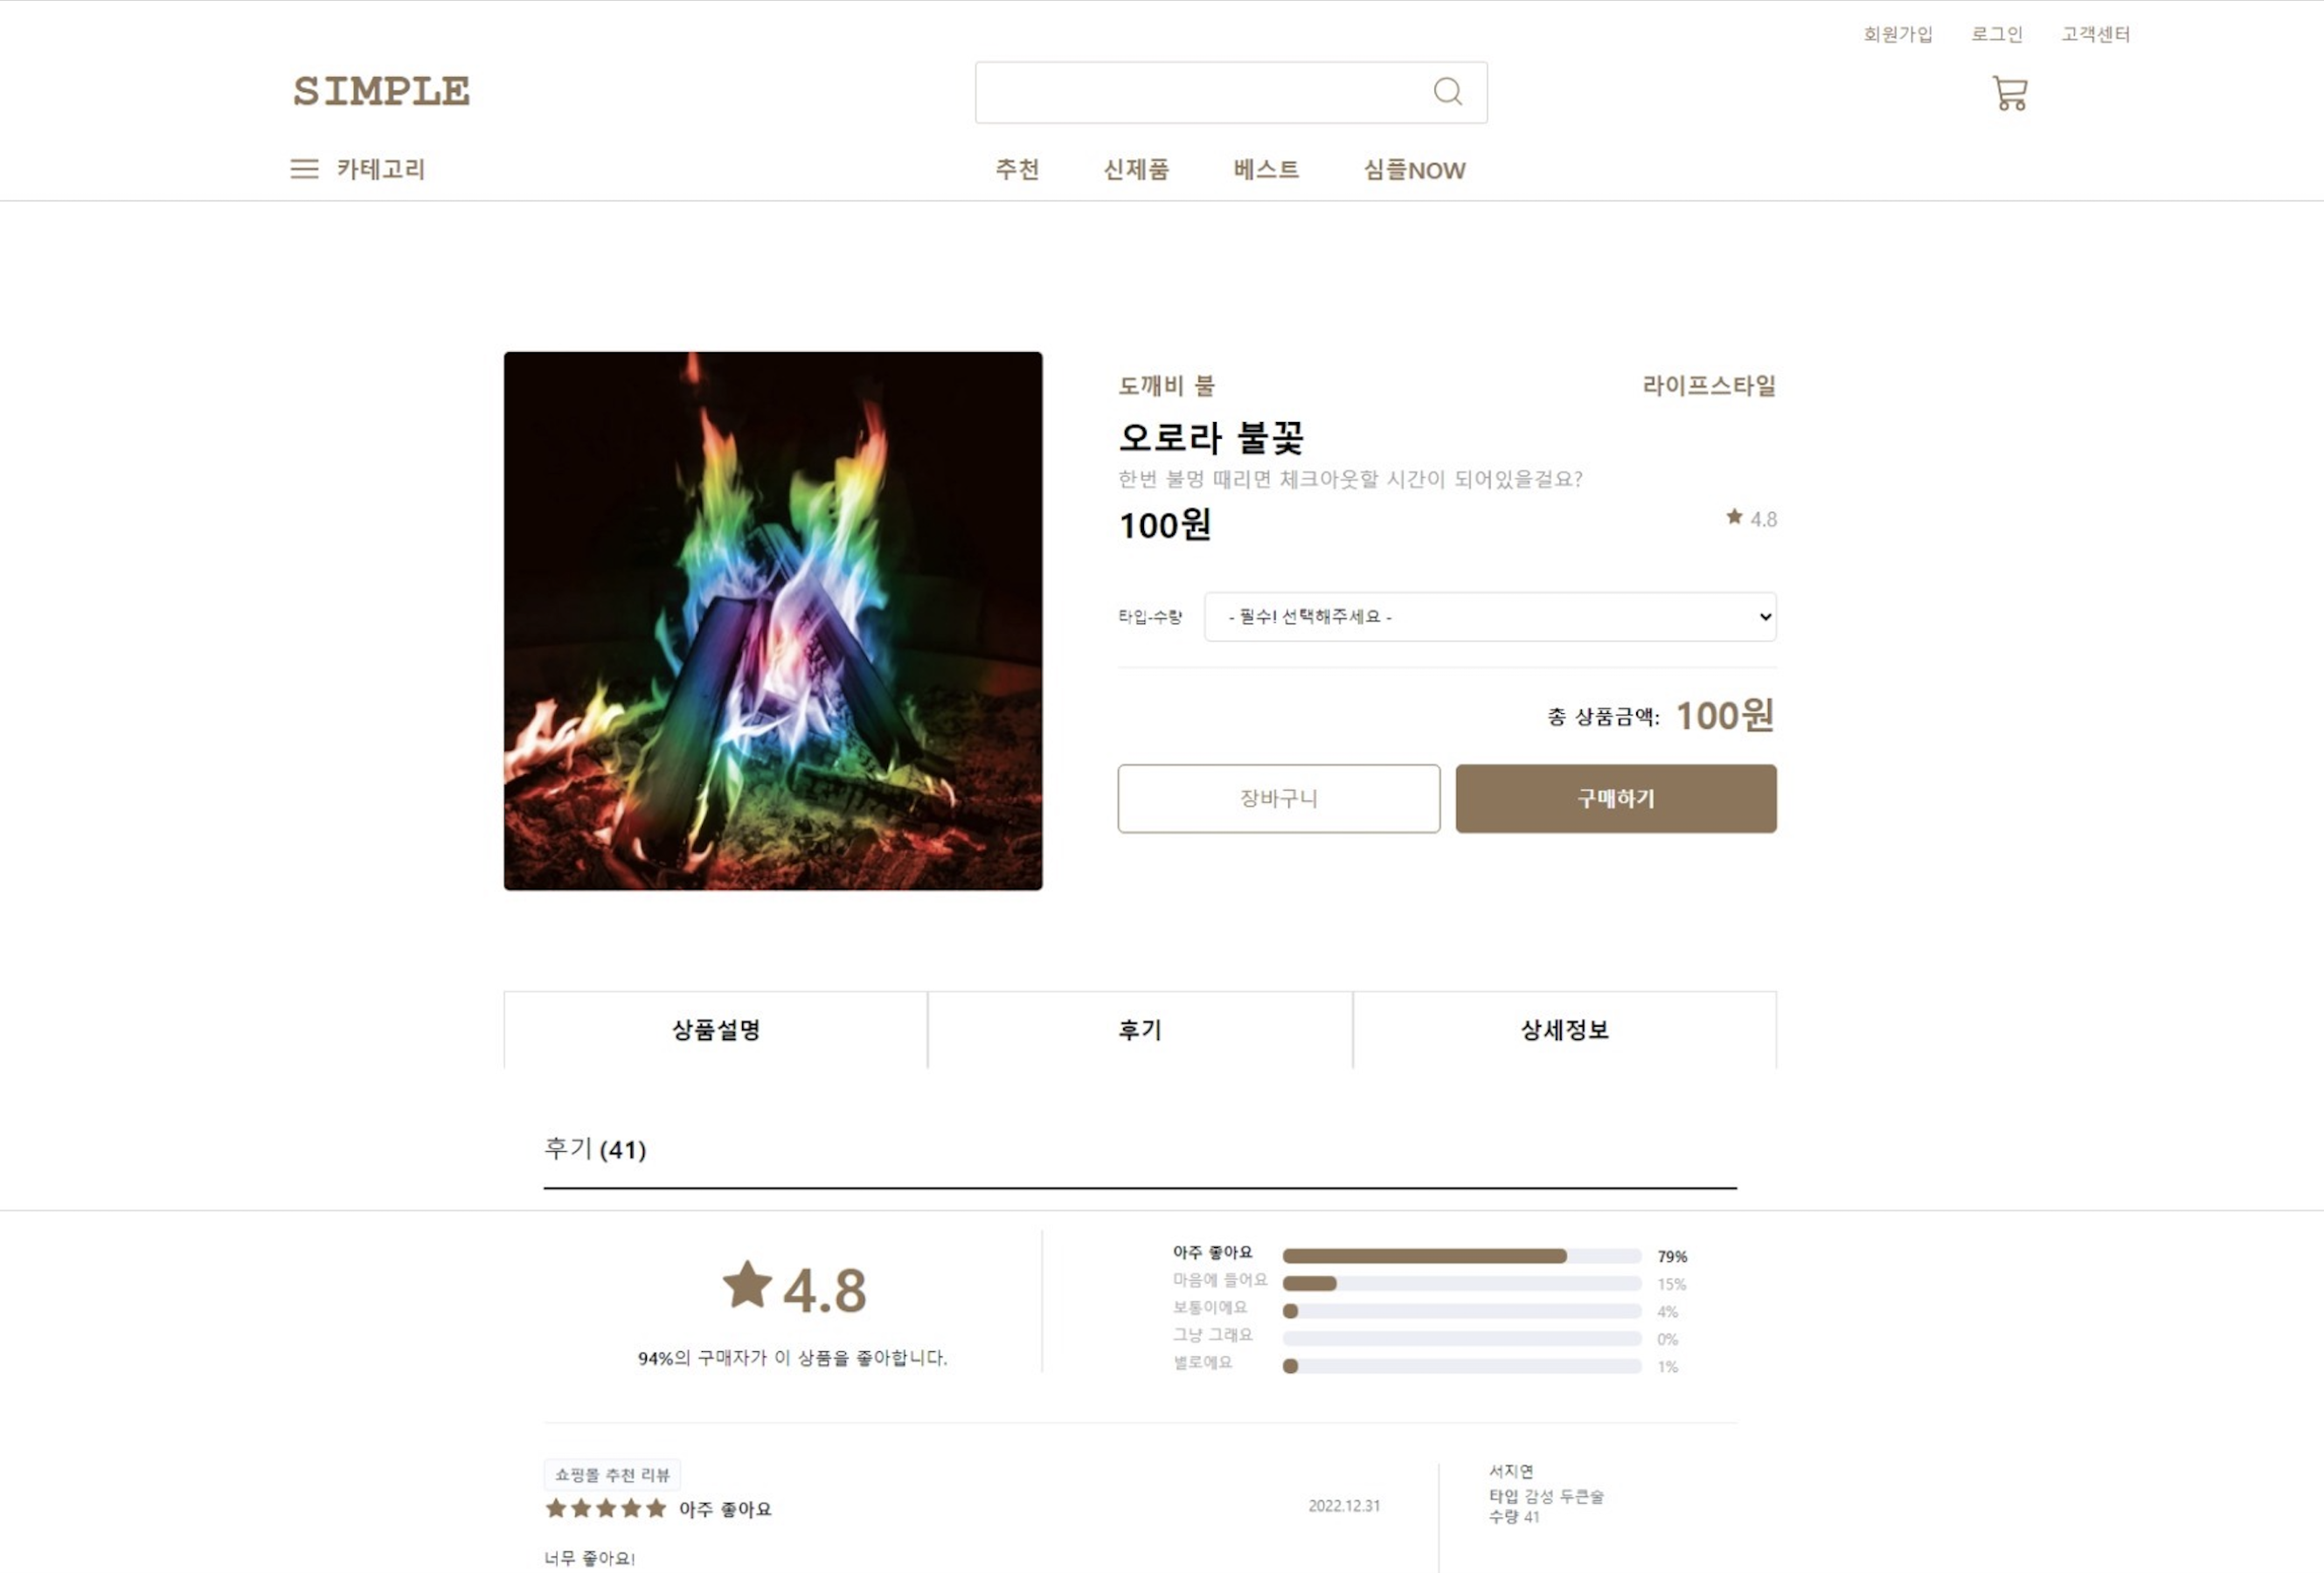 회원가입 로그인 고객센터
SIMPLE
카테고리 추천 신제품 베스트 심플NOW
도깨비 불 라이프스타일
오로라 불꽃
한번 불멍 때리면 체크아웃할 시간이 되어있을걸요?
100원 4.8
타입-수량 - 필수! 선택해주세요 -
총 상품금액: 100원
장바구니 구매하기
상품설명 후기 상세정보
후기 (41)
4.8
94%의 구매자가 이 상품을 좋아합니다.
아주 좋아요 79%
마음에 들어요 15%
보통이에요 4%
그냥 그래요 0%
별로에요 1%
쇼핑몰 추천 리뷰
아주 좋아요 2022.12.31
너무 좋아요!
서지연
타입 감성 두큰술
수량 41